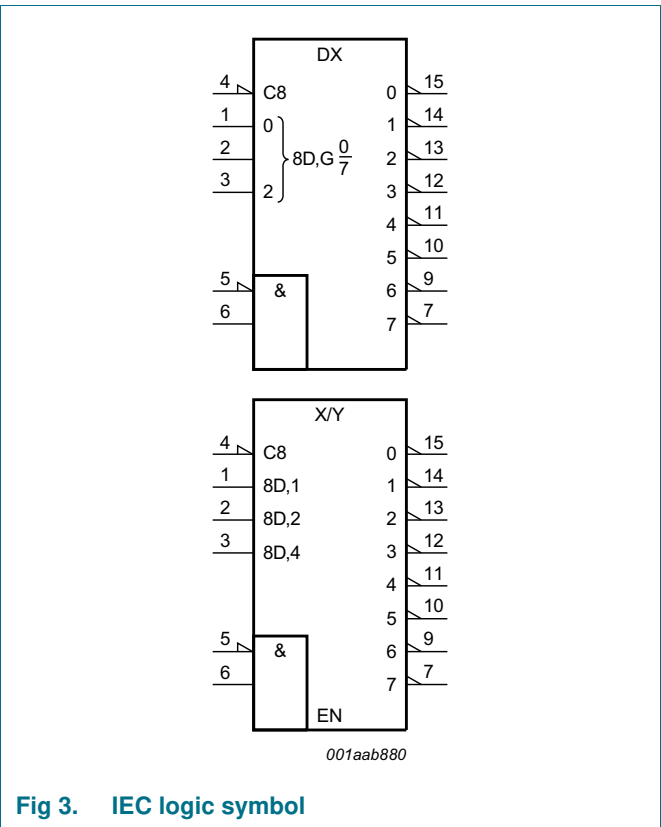 DX
4 C8 0 15
1 0 1 14
2 8D,G 0/7 2 13
3 2 3 12
4 11
5 10
5 & 6 9
6 7 7
X/Y
4 C8 0 15
1 8D,1 1 14
2 8D,2 2 13
3 8D,4 3 12
4 11
5 10
5 & 6 9
6 7 7
EN
001aab880
Fig 3. IEC logic symbol